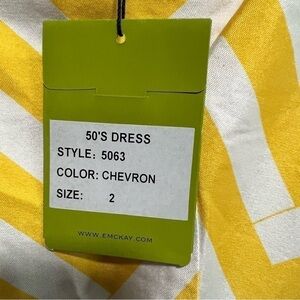 50'S DRESS
STYLE: 5063
COLOR: CHEVRON
SIZE: 2
WWW.EMCKAY.COM